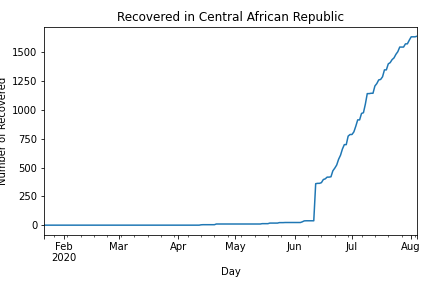 Recovered in Central African Republic
Number of Recovered
1500
1250
1000
750
500
250
0
Feb Mar Apr May Jun Jul Aug
2020
Day